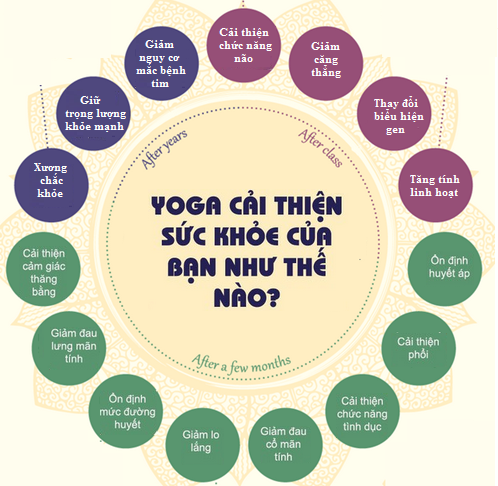 Cải thiện
chức năng
não
Giảm
căng
thẳng
Thay đổi
biểu hiện
gen
Tăng tính
linh hoạt
Ổn định
huyết áp
Cải thiện
phổi
Cải thiện
chức năng
tình dục
Giảm đau
cổ mãn
tính
Giảm lo
lắng
Ổn định
mức đường
huyết
Giảm đau
lưng mãn
tính
Cải thiện
cảm giác
thăng
bằng
Xương
chắc
khỏe
Giữ
trọng lượng
khỏe mạnh
Giảm
nguy cơ
mắc bệnh
tim
After years
After class
YOGA CẢI THIỆN
SỨC KHỎE CỦA
BẠN NHƯ THẾ
NÀO?
After a few months